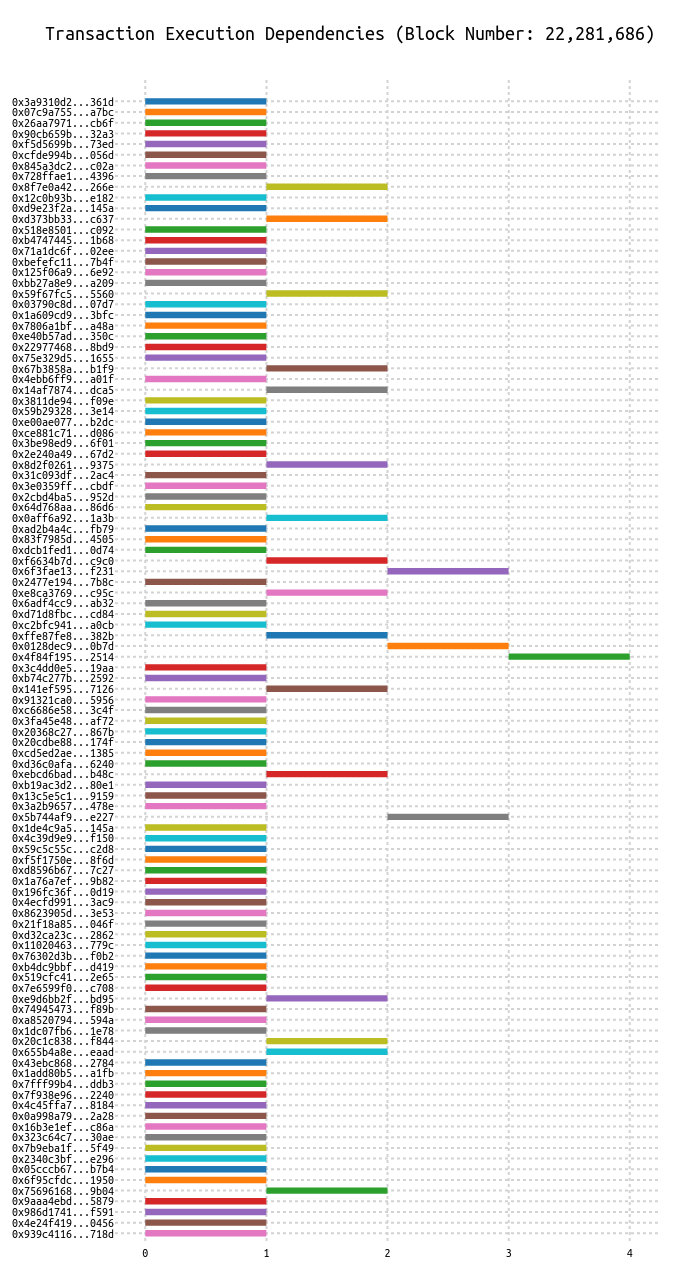 Transaction Execution Dependencies (Block Number: 22,281,686)
0x3a9310d2...361d
0x07c9a755...a7bc
0x26aa7971...cb6f
0x90cb659b...32a3
0xf5d5699b...73ed
0xcfde994b...056d
0x845a3dc2...c02a
0x728ffae1...4396
0x8f7e0a42...266e
0x12c0b93b...e182
0xd9e23f2a...145a
0xd373bb33...c637
0x518e8501...c092
0xb4747445...1b68
0x71a1dc6f...02ee
0xbefefc11...7b4f
0x125f06a9...6e92
0xbb27a8e9...a209
0x59f67fc5...5560
0x03790c8d...07d7
0x1a609cd9...3bfc
0x7806a1bf...a48a
0xe40b57ad...350c
0x22977468...8bd9
0x75e329d5...1655
0x67b3858a...b1f9
0x4ebb6ff9...a01f
0x14af7874...dca5
0x3811de94...f09e
0x59b29328...3e14
0xe00ae077...b2dc
0xce881c71...d086
0x3be98ed9...6f01
0x2e240a49...67d2
0x8d2f0261...9375
0x31c093df...2ac4
0x3e0359ff...cbdf
0x2cbd4ba5...952d
0x64d768aa...86d6
0x0aff6a92...1a3b
0xad2b4a4c...fb79
0x83f7985d...4505
0xdcb1fed1...0d74
0xf6634b7d...c9c0
0x6f3fae13...f231
0x2477e194...7b8c
0xe8ca3769...c95c
0x6adf4cc9...ab32
0xd71d8fbc...cd84
0xc2bfc941...a0cb
0xffe87fe8...382b
0x0128dec9...0b7d
0x4f84f195...2514
0x3c4dd0e5...19aa
0xb74c277b...2592
0x141ef595...7126
0x91321ca0...5956
0xc6686e58...3c4f
0x3fa45e48...af72
0x20368c27...867b
0x20cdbe88...174f
0xcd5ed2ae...1385
0xd36c0afa...6240
0xebcd6bad...b48c
0xb19ac3d2...80e1
0x13c5e5c1...9159
0x3a2b9657...478e
0x5b744af9...e227
0x1de4c9a5...145a
0x4c39d9e9...f150
0x59c5c55c...c2d8
0xf5f1750e...8f6d
0xd8596b67...7c27
0x1a76a7ef...9b82
0x196fc36f...0d19
0x4ecfd991...3ac9
0x8623905d...3e53
0x21f18a85...046f
0xd32ca23c...2862
0x11020463...779c
0x76302d3b...f0b2
0xb4dc9bbf...d419
0x519cfc41...2e65
0x7e6599f0...c708
0xe9d6bb2f...bd95
0x74945473...f89b
0xa8520794...594a
0x1dc07fb6...1e78
0x20c1c838...f844
0x655b4a8e...eaad
0x43ebc868...2784
0x1add80b5...a1fb
0x7fff99b4...ddb3
0x7f938e96...2240
0x4c45ffa7...8184
0x0a998a79...2a28
0x16b3e1ef...c86a
0x323c64c7...30ae
0x7b9eba1f...5f49
0x2340c3bf...e296
0x05cccb67...b7b4
0x6f95cfdc...1950
0x75696168...9b04
0x9aaa4ebd...5879
0x986d1741...f591
0x4e24f419...0456
0x939c4116...718d
0 1 2 3 4